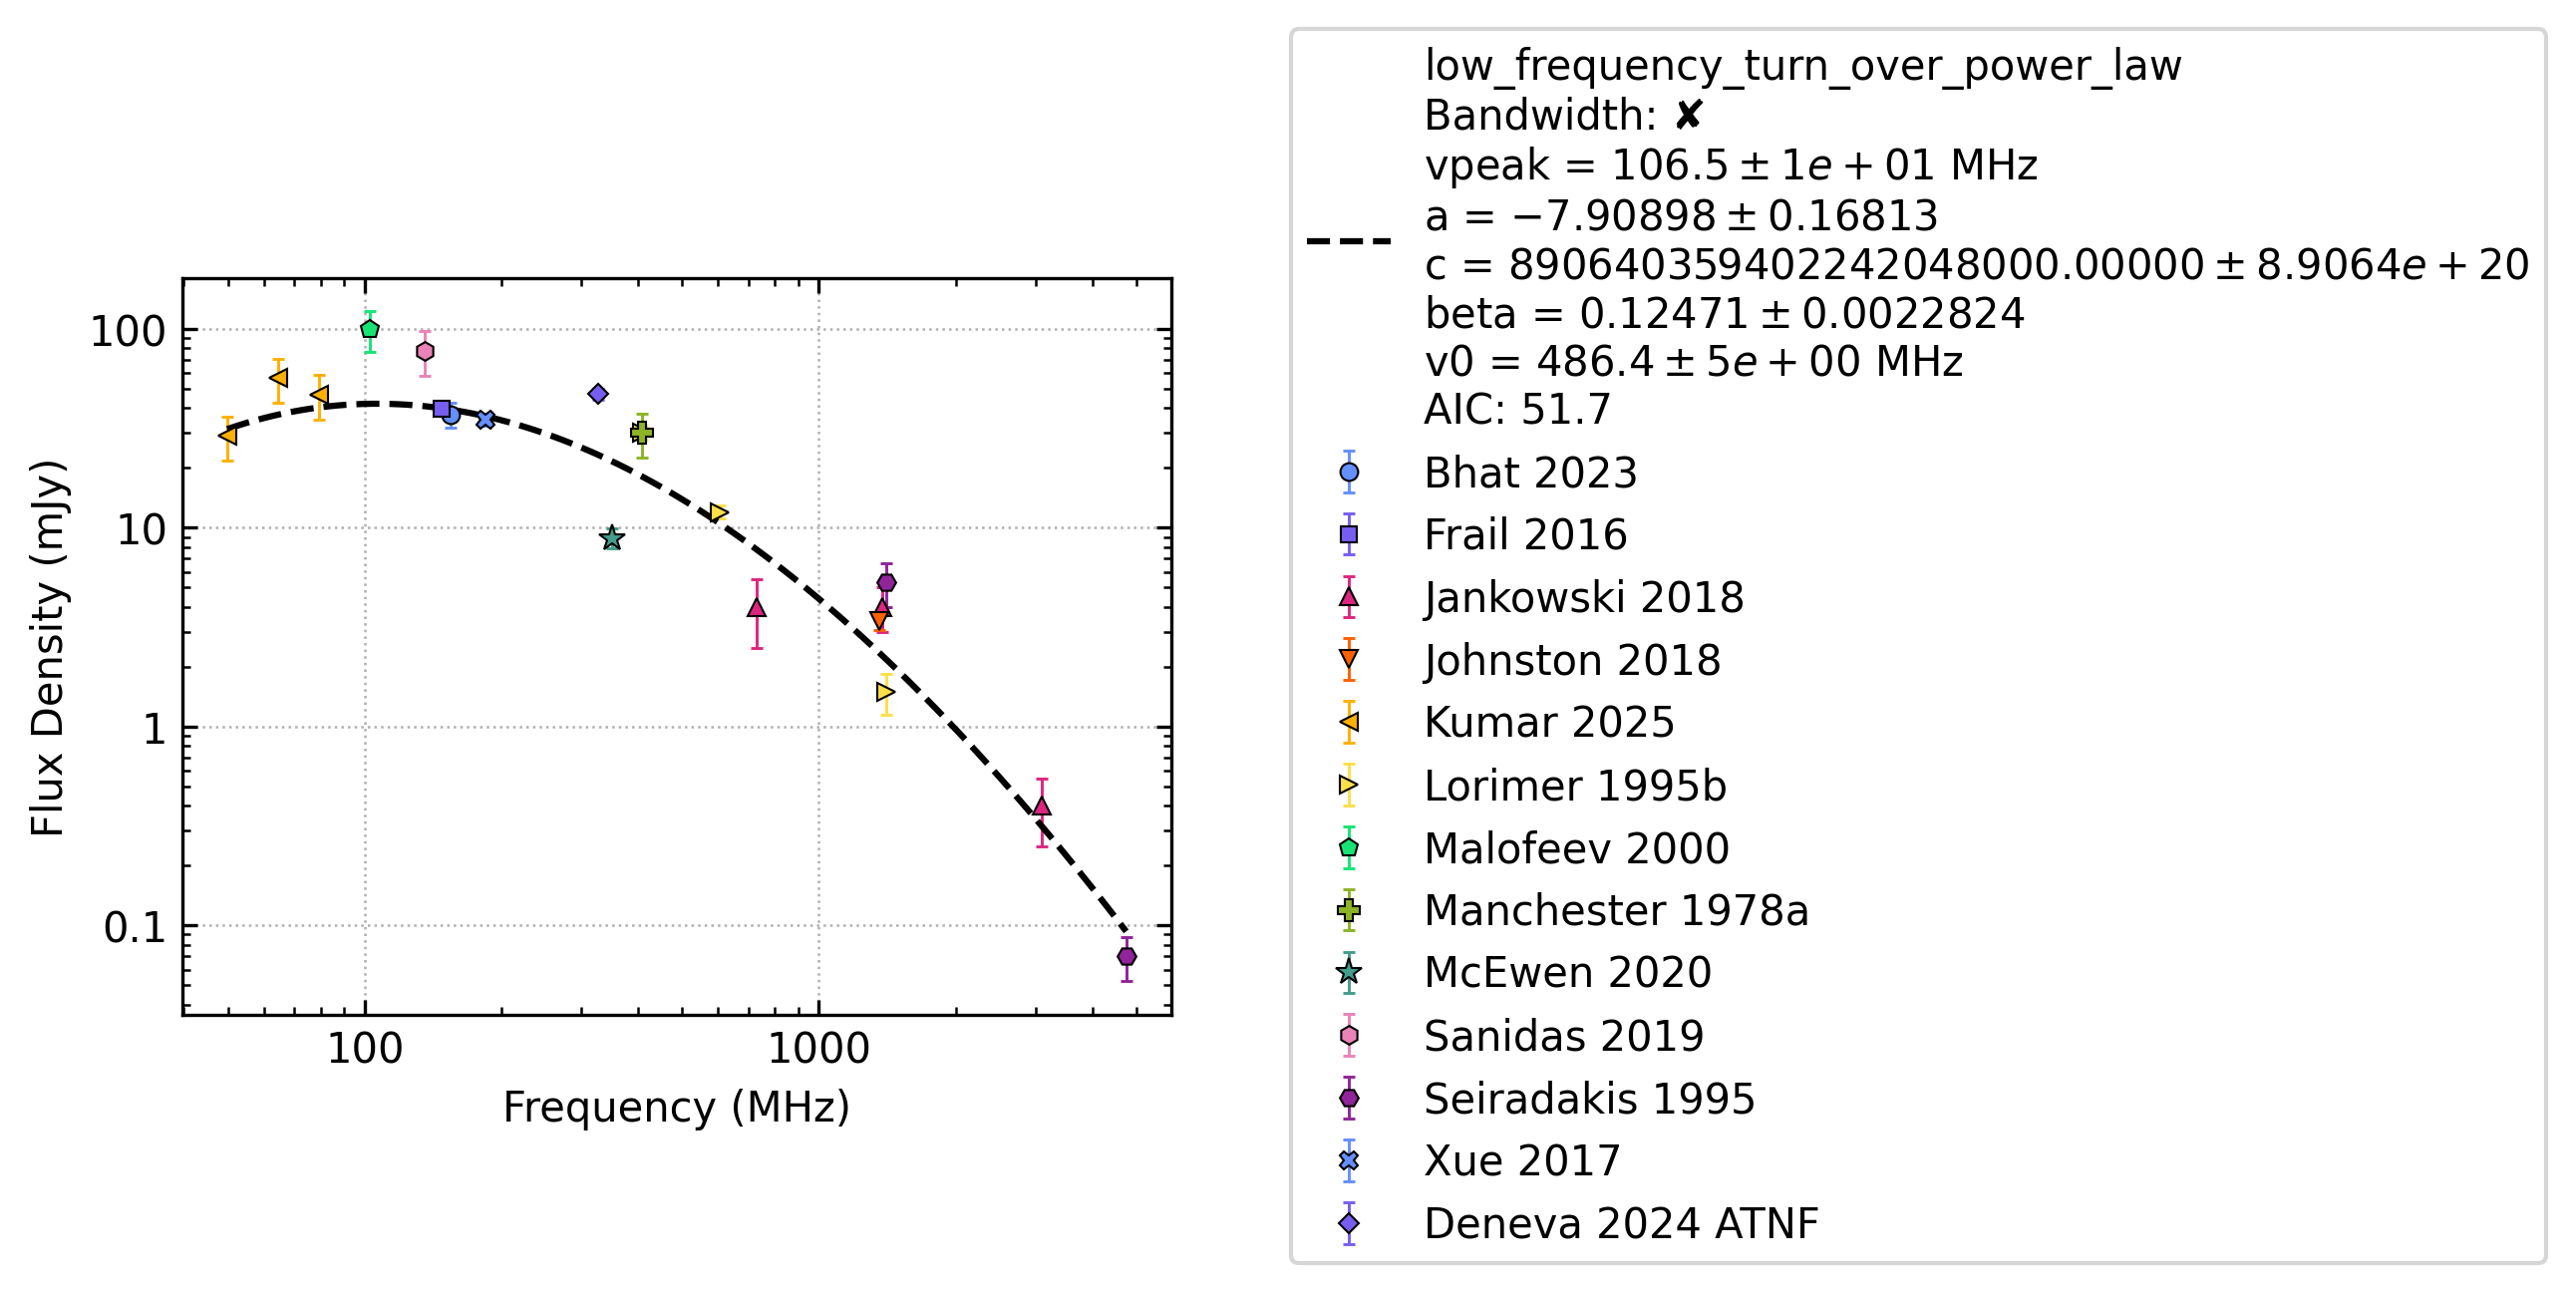 low_frequency_turn_over_power_law
Bandwidth: ✘
vpeak = 106.5 ± 1e + 01 MHz
a = −7.90898 ± 0.16813
c = 890640359402242048000.00000 ± 8.9064e + 20
beta = 0.12471 ± 0.0022824
v0 = 486.4 ± 5e + 00 MHz
AIC: 51.7
Bhat 2023
Frail 2016
Jankowski 2018
Johnston 2018
Kumar 2025
Lorimer 1995b
Malofeev 2000
Manchester 1978a
McEwen 2020
Sanidas 2019
Seiradakis 1995
Xue 2017
Deneva 2024 ATNF
Flux Density (mJy)
100
10
1
0.1
100
1000
Frequency (MHz)